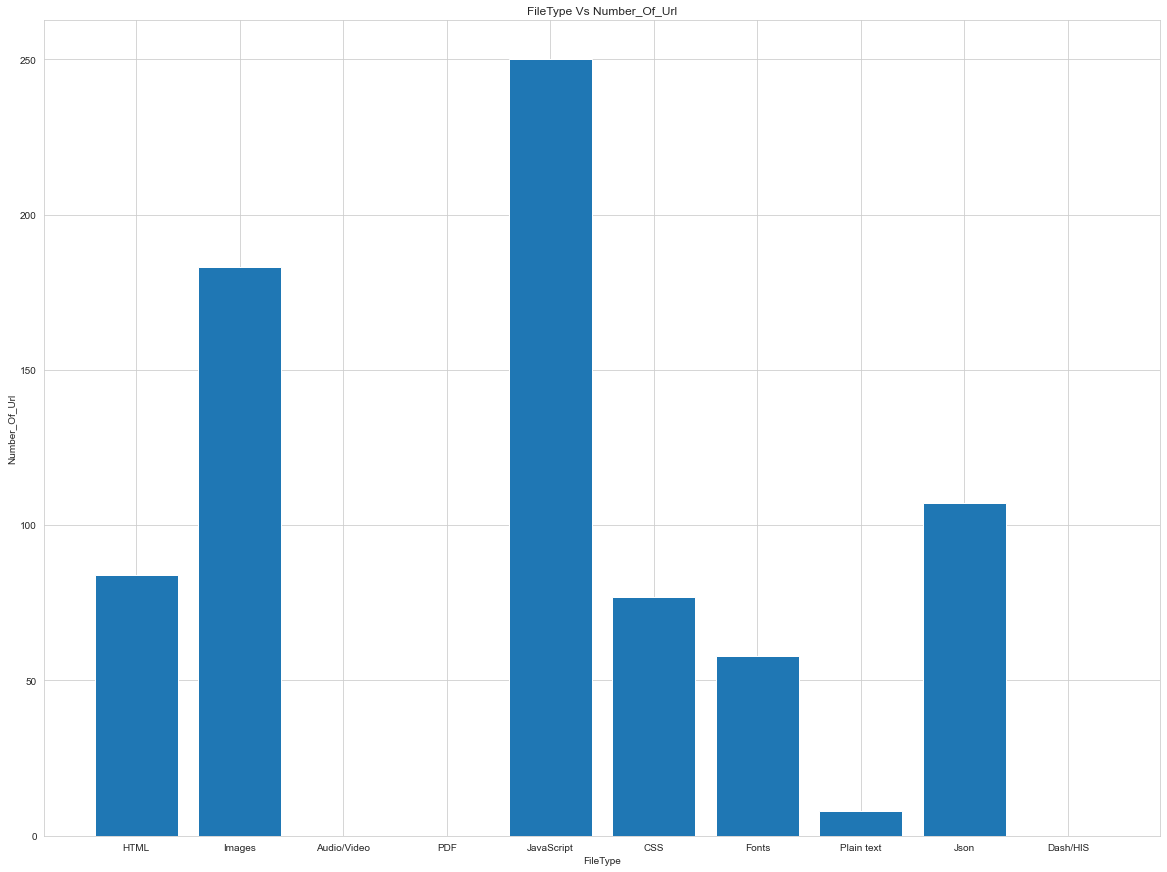 FileType Vs Number_Of_Url
250
200
150
100
50
0
Number_Of_Url
HTML Images Audio/Video PDF JavaScript CSS Fonts Plain text Json Dash/HIS
FileType